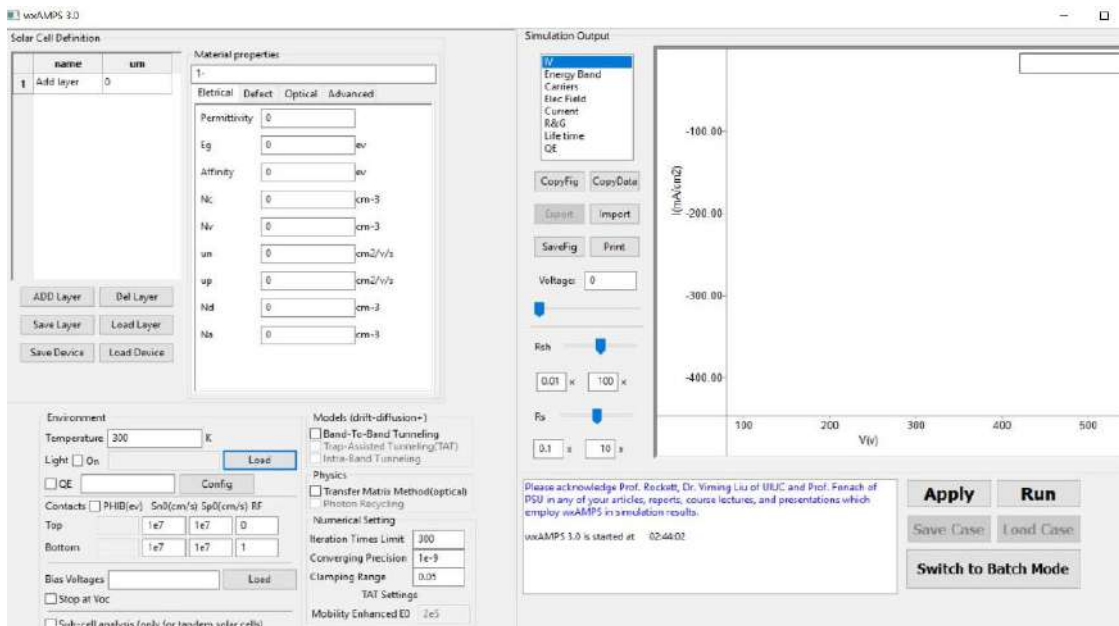 wxAMPS 3.0
Solar Cell Definition
name um
1 Add layer 0
ADD Layer Del Layer
Save Layer Load Layer
Save Device Load Device
Material properties
1-
Eletrical Defect Optical Advanced
Permittivity 0
Eg 0 ev
Affinity 0 ev
Nc 0 cm-3
Nv 0 cm-3
un 0 cm2/v/s
up 0 cm2/v/s
Nd 0 cm-3
Na 0 cm-3
Environment
Temperature 300 K
Light On Load
QE Config
Contacts PHIB(ev) Sn0(cm/s) Sp0(cm/s) RF
Top 1e7 1e7 0
Bottom 1e7 1e7 1
Bias Voltages Load
Stop at Voc
Sub-cell analysis (only for tandem solar cells)
Models (drift-diffusion+)
Band-To-Band Tunneling
Trap-Assisted Tunneling(TAT)
Intra-Band Tunneling
Physics
Transfer Matrix Method(optical)
Photon Recycling
Numerical Setting
Iteration Times Limit 300
Converging Precision 1e-9
Clamping Range 0.05
TAT Settings
Mobility Enhanced E0 2e5
Simulation Output
IV
Energy Band
Carriers
Elec Field
Current
R&G
Life time
QE
CopyFig CopyData
Export Import
SaveFig Print
Voltage: 0
Rsh
0.01 x 100 x
Rs
0.1 x 10 x
I(mA/cm2)
-100.00
-200.00
-300.00
-400.00
100 200 300 400 500
V(v)
Please acknowledge Prof. Rockett, Dr. Yiming Liu of UIUC and Prof. Fonash of
PSU in any of your articles, reports, course lectures, and presentations which
employ wxAMPS in simulation results.
wxAMPS 3.0 is started at 02:44:02
Apply Run
Save Case Load Case
Switch to Batch Mode